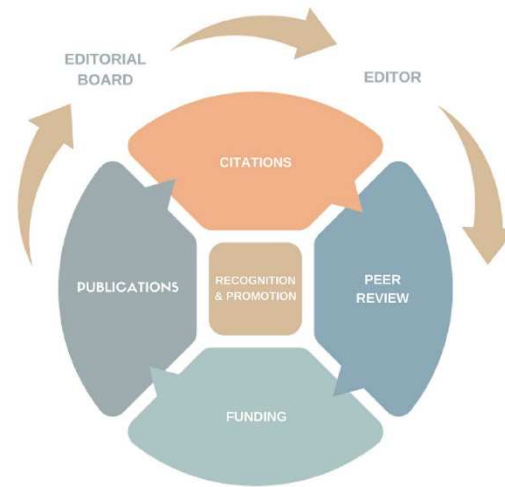 EDITORIAL
BOARD
EDITOR
CITATIONS
PUBLICATIONS
RECOGNITION
& PROMOTION
PEER
REVIEW
FUNDING